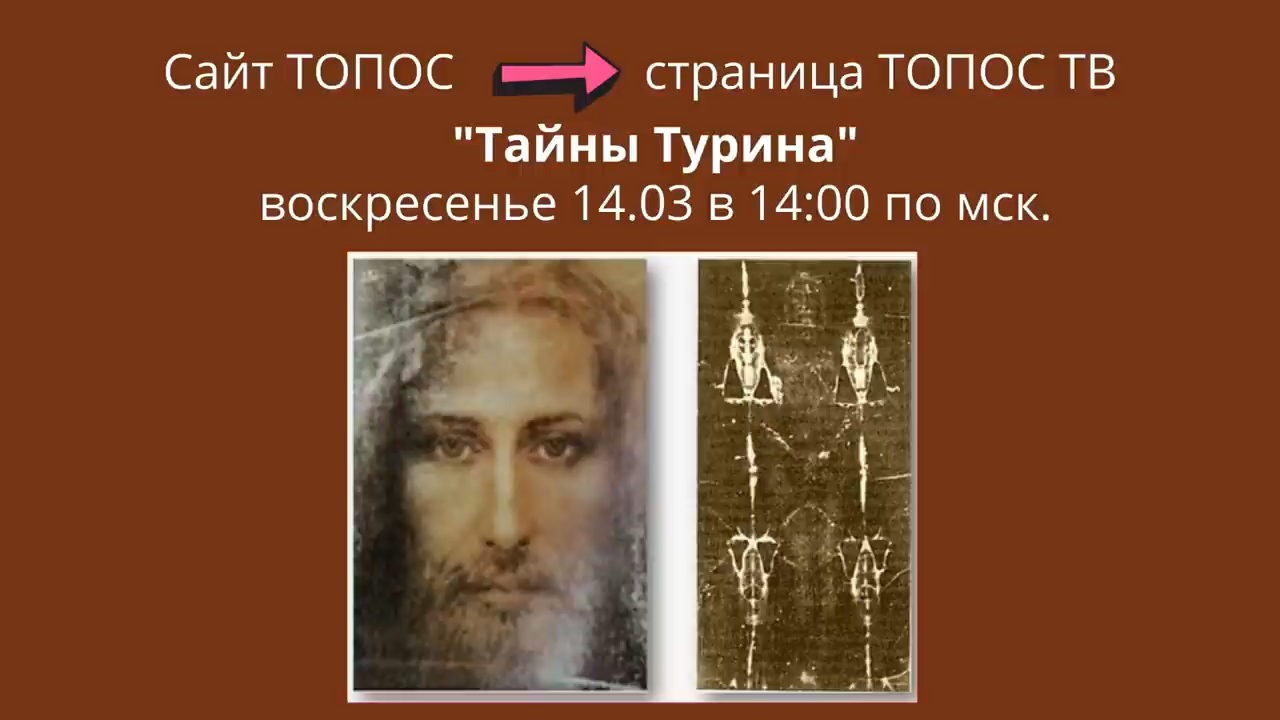 Сайт ТОПОС страница ТОПОС ТВ
"Тайны Турина"
воскресенье 14.03 в 14:00 по мск.